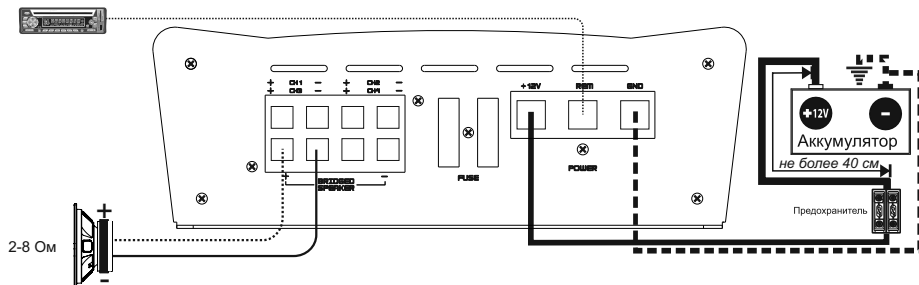 + CH1 - + CH2 -
+ CH3 - + CH4 -
+12V REM GND
+ BRIDGED -
SPEAKER
FUSE
POWER
+12V -
Аккумулятор
не более 40 см
Предохранитель
+
2-8 Ом
-